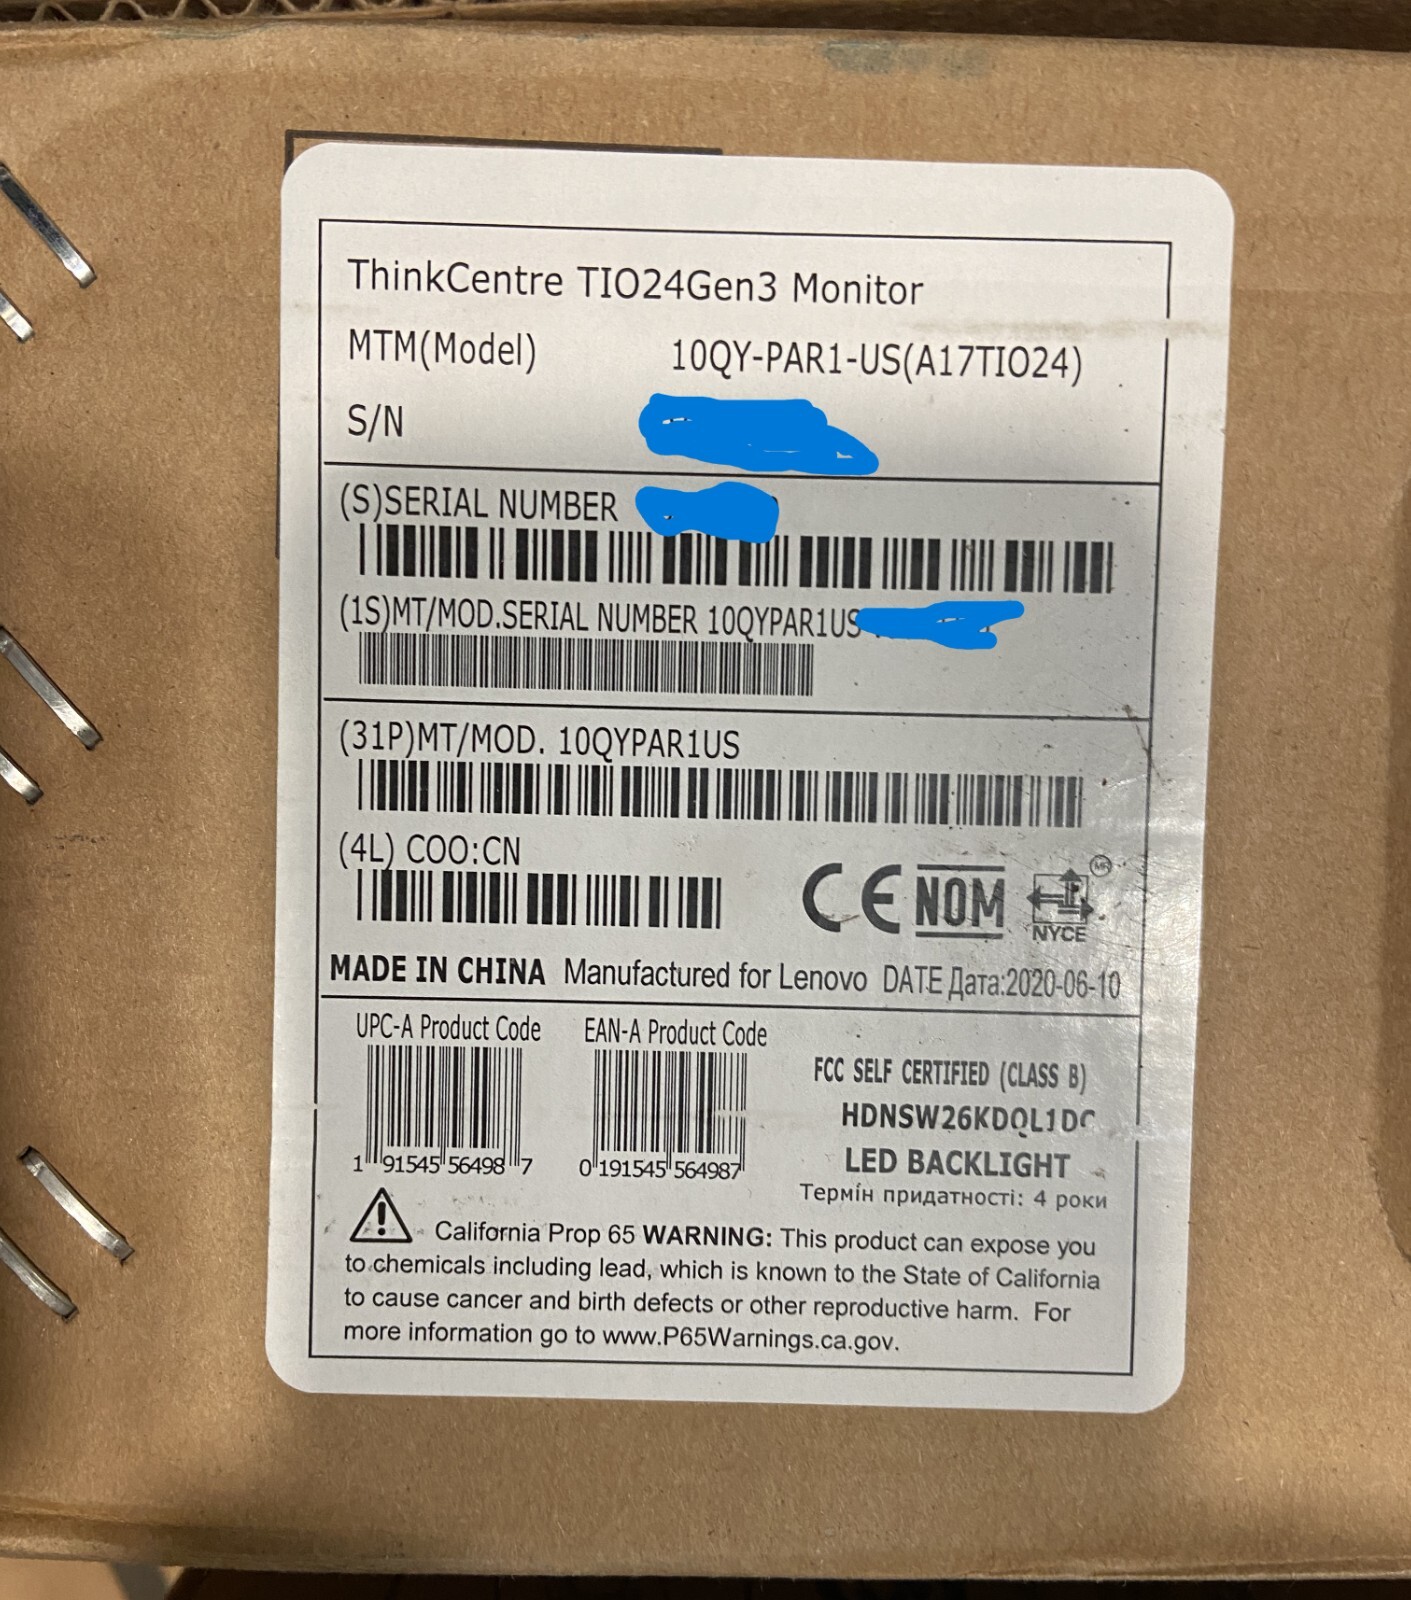 ThinkCentre TIO24Gen3 Monitor
MTM(Model) 10QY-PAR1-US(A17TIO24)
S/N
(S)SERIAL NUMBER
(1S)MT/MOD.SERIAL NUMBER 10QYPAR1US
(31P)MT/MOD. 10QYPAR1US
(4L) COO:CN
CE NOM NYCE
MR
MADE IN CHINA Manufactured for Lenovo DATE Дата:2020-06-10
UPC-A Product Code EAN-A Product Code
1 91545 56498 7 0 191545 564987
FCC SELF CERTIFIED (CLASS B)
LED BACKLIGHT
Термін придатності: 4 роки
California Prop 65 WARNING: This product can expose you
to chemicals including lead, which is known to the State of California
to cause cancer and birth defects or other reproductive harm. For
more information go to www.P65Warnings.ca.gov.